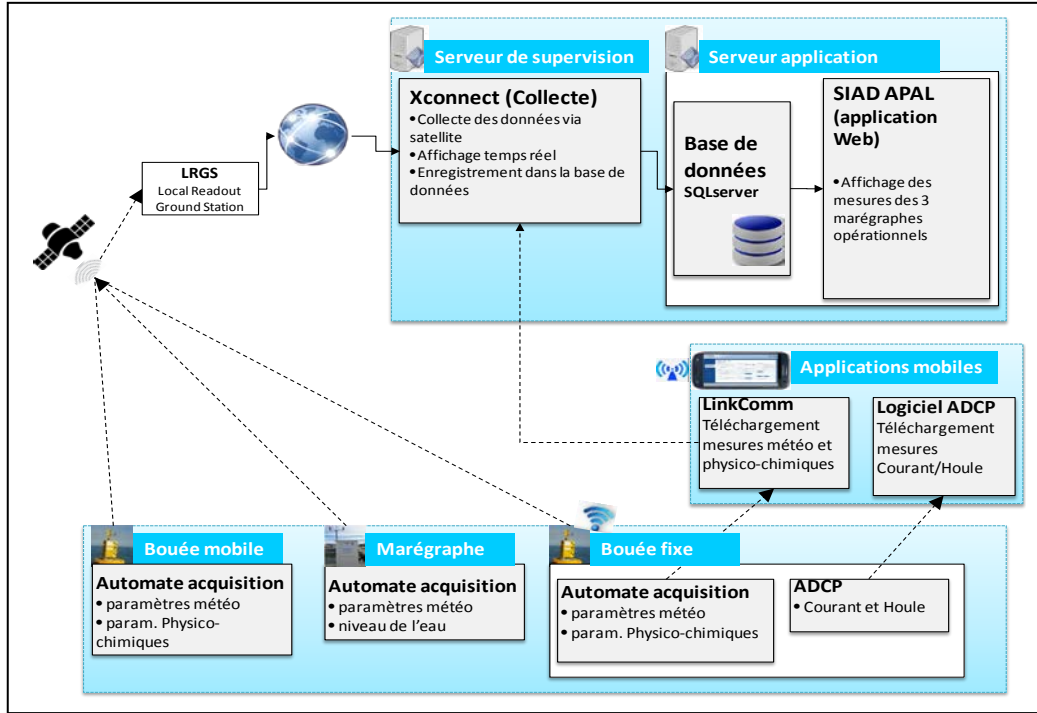 Serveur de supervision
Xconnect (Collecte)
•Collecte des données via
satellite
•Affichage temps réel
•Enregistrement dans la base de
données
Serveur application
Base de
données
SQLserver
SIAD APAL
(application
Web)
•Affichage des
mesures des 3
marégraphes
opérationnels
LRGS
Local Readout
Ground Station
Applications mobiles
LinkComm
Téléchargement
mesures météo et
physico-chimiques
Logiciel ADCP
Téléchargement
mesures
Courant/Houle
Bouée mobile
Automate acquisition
• paramètres météo
• param. Physico-
chimiques
Marégraphe
Automate acquisition
• paramètres météo
• niveau de l'eau
Bouée fixe
Automate acquisition
• paramètres météo
• param. Physico-chimiques
ADCP
• Courant et Houle